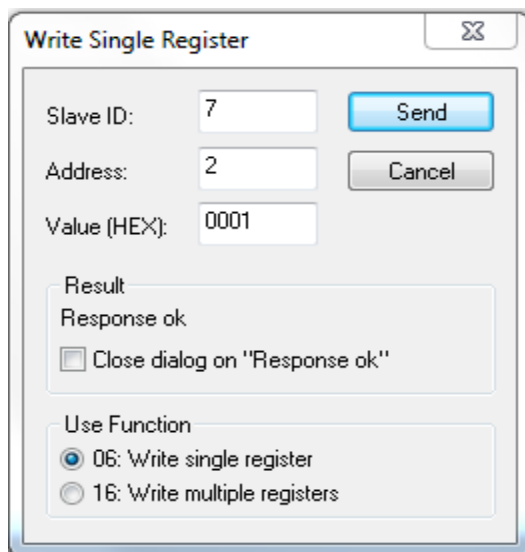 Write Single Register
Slave ID: 7 Send
Address: 2 Cancel
Value (HEX): 0001
Result
Response ok
Close dialog on "Response ok"
Use Function
06: Write single register
16: Write multiple registers